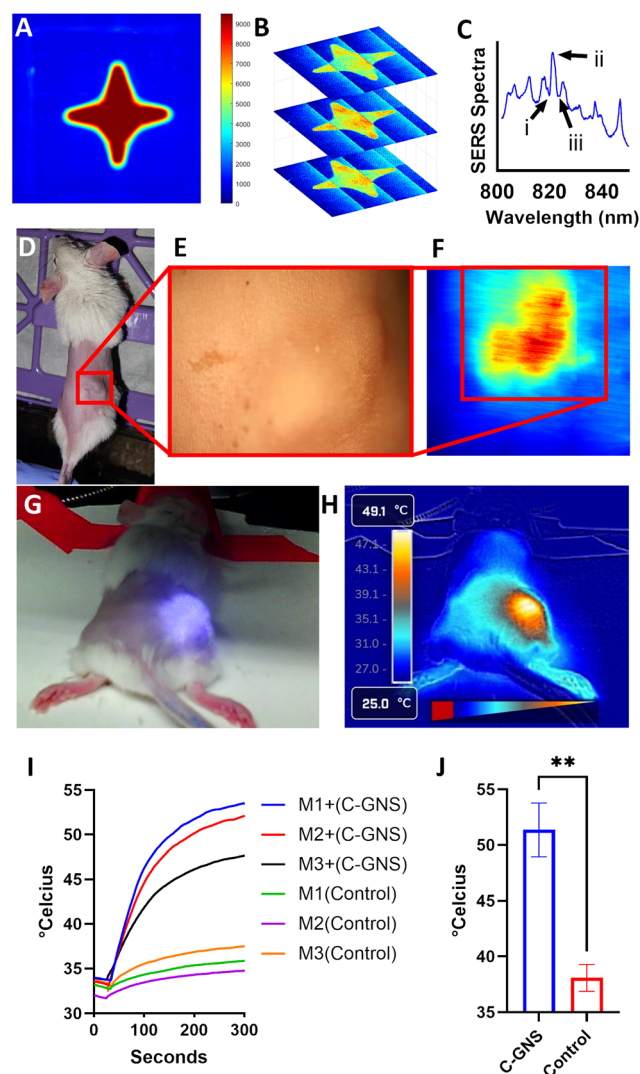 A
9500
9000
8000
7000
6000
5000
4000
3000
2000
1000
0
B
C
SERS Spectra
ii
i
iii
800
820
840
Wavelength (nm)
D
E
F
G
H
49.1 °C
47.1 -
43.1 -
39.1 -
35.1 -
31.0 -
27.0 -
25.0 °C
I
°Celcius
55
50
45
40
35
30
0
100
200
300
Seconds
M1+(C-GNS)
M2+(C-GNS)
M3+(C-GNS)
M1(Control)
M2(Control)
M3(Control)
J
**
°Celcius
55
50
45
40
35
C-GNS
Control